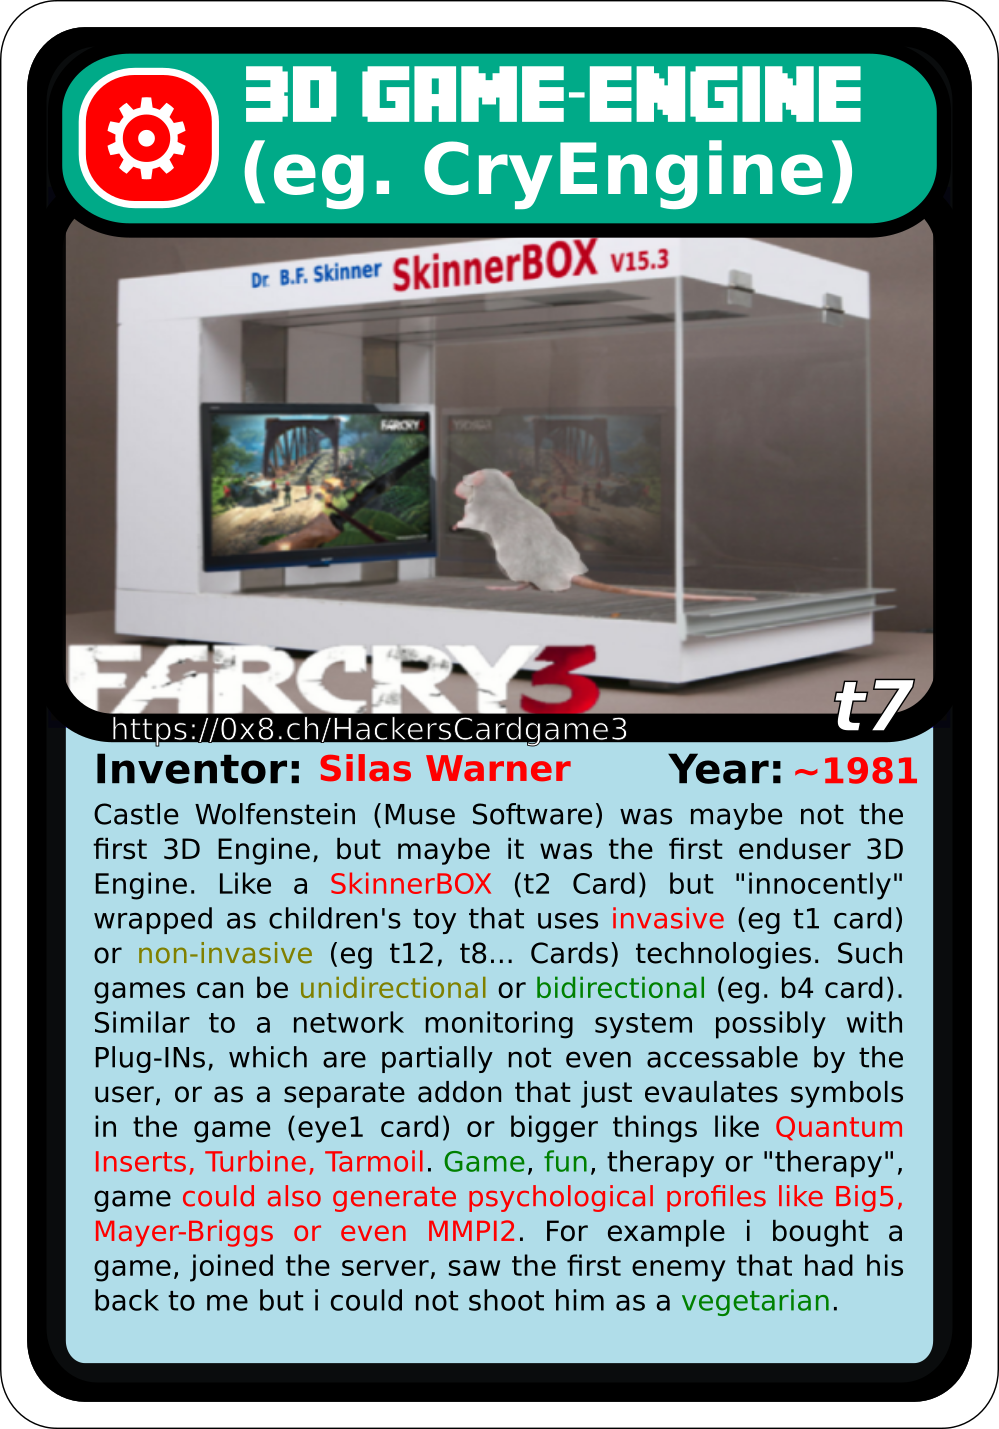 3D GAME-ENGINE
(eg. CryEngine)
Dr. B.F. Skinner SkinnerBOX V15.3
FARCRY3
FARCRY3
t7
https://0x8.ch/HackersCardgame3
Inventor: Silas Warner Year: ~1981
Castle Wolfenstein (Muse Software) was maybe not the
first 3D Engine, but maybe it was the first enduser 3D
Engine. Like a SkinnerBOX (t2 Card) but "innocently"
wrapped as children's toy that uses invasive (eg t1 card)
or non-invasive (eg t12, t8... Cards) technologies. Such
games can be unidirectional or bidirectional (eg. b4 card).
Similar to a network monitoring system possibly with
Plug-INs, which are partially not even accessable by the
user, or as a separate addon that just evaulates symbols
in the game (eye1 card) or bigger things like Quantum
Inserts, Turbine, Tarmoil. Game, fun, therapy or "therapy",
game could also generate psychological profiles like Big5,
Mayer-Briggs or even MMPI2. For example i bought a
game, joined the server, saw the first enemy that had his
back to me but i could not shoot him as a vegetarian.